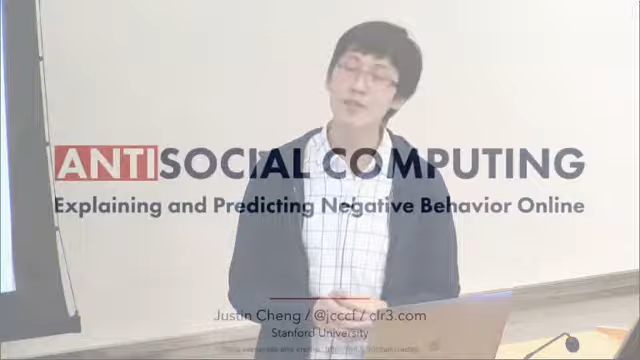 ANTISOCIAL COMPUTING
Explaining and Predicting Negative Behavior Online
Justin Cheng / @jcccf / clr3.com
Stanford University